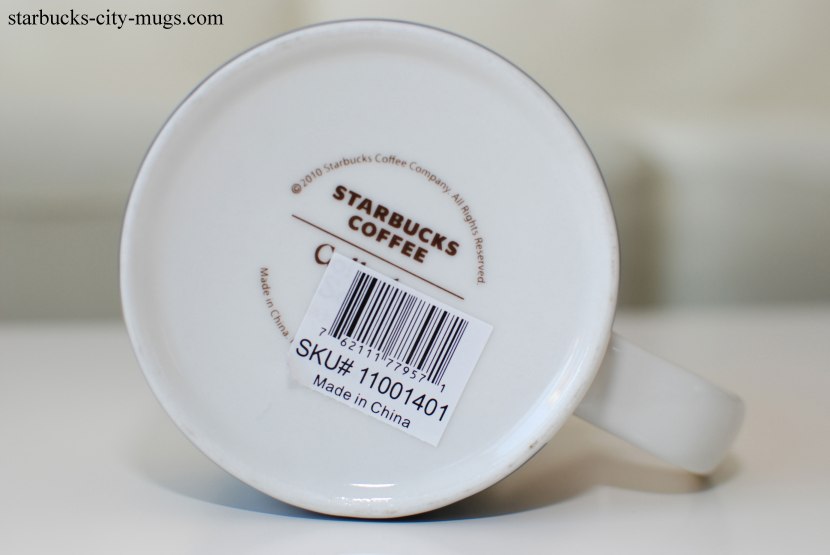 starbucks-city-mugs.com
©2010 Starbucks Coffee Company. All Rights Reserved.
STARBUCKS
COFFEE
Made in China
7 62111 77957 1
SKU# 11001401
Made in China